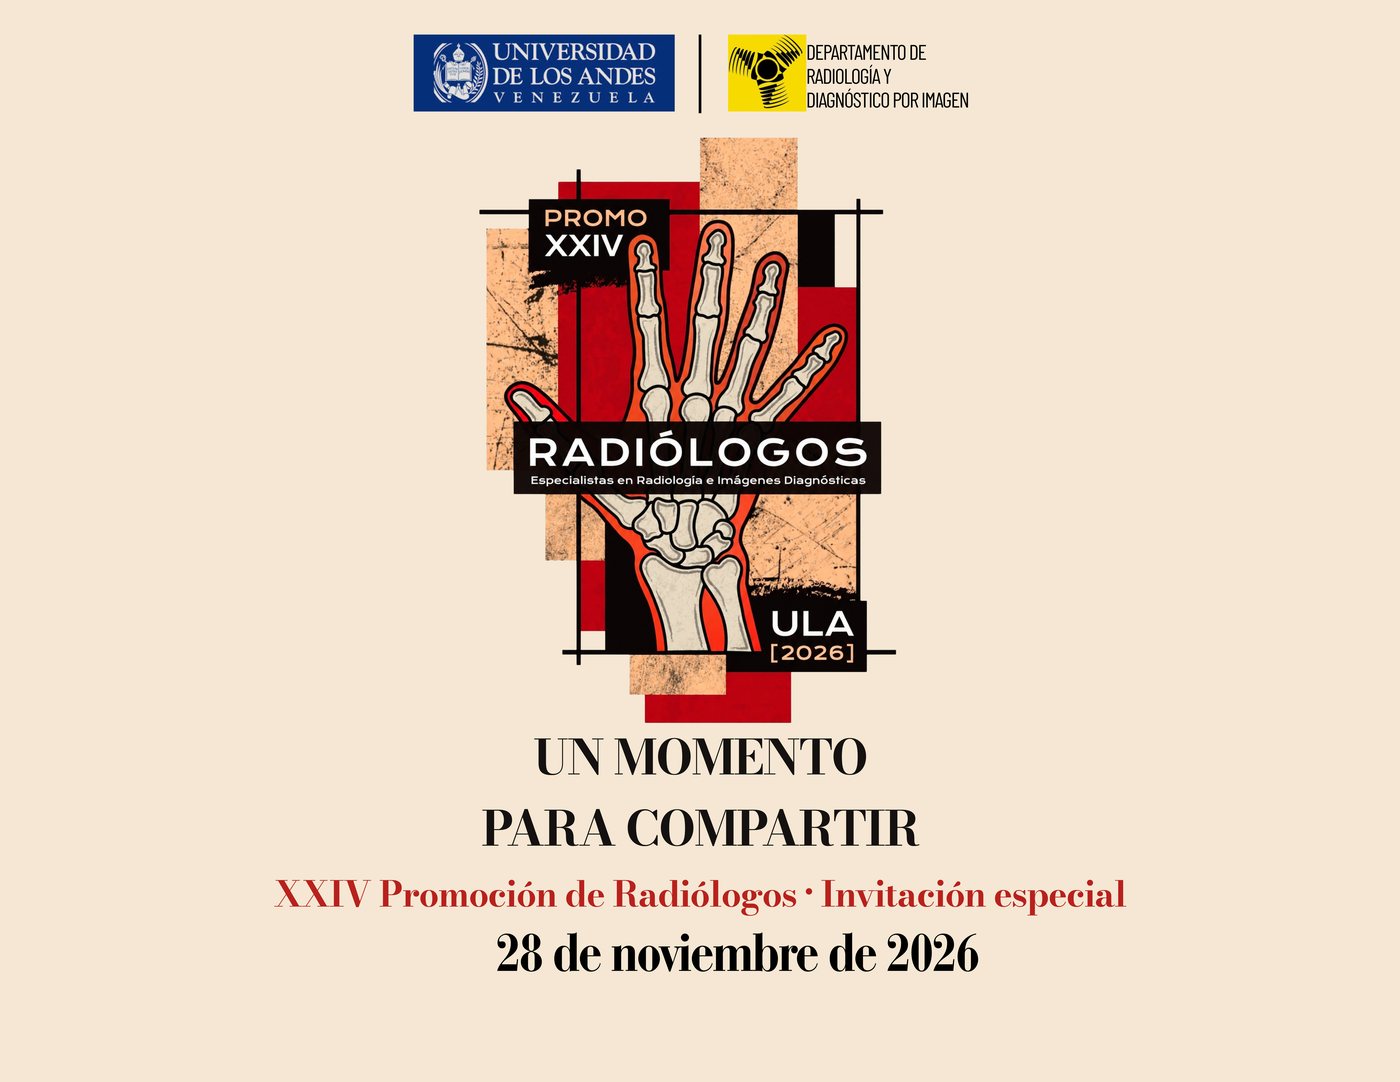 UNIVERSIDAD
DE LOS ANDES
VENEZUELA
DEPARTAMENTO DE
RADIOLOGÍA Y
DIAGNÓSTICO POR IMAGEN
PROMO
XXIV
RADIÓLOGOS
Especialistas en Radiología e Imágenes Diagnósticas
ULA
[2026]
UN MOMENTO
PARA COMPARTIR
XXIV Promoción de Radiólogos · Invitación especial
28 de noviembre de 2026